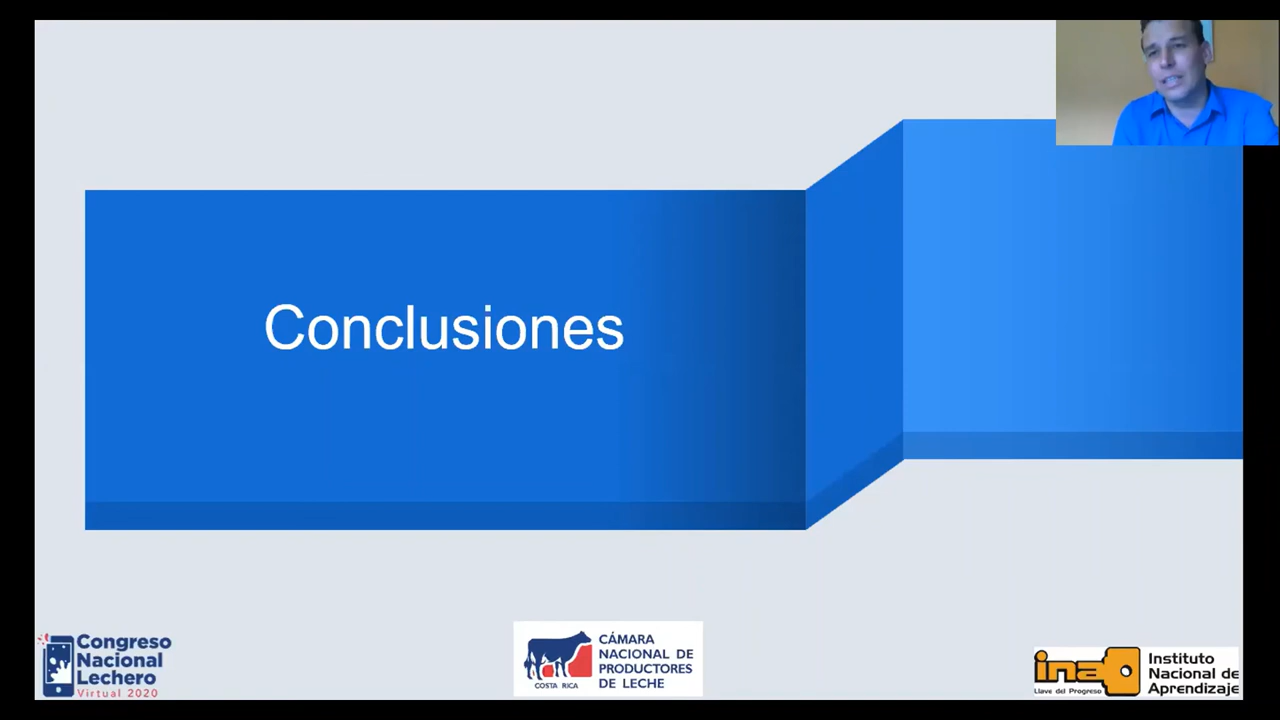 Conclusiones
Congreso
Nacional
Lechero
Virtual 2020
CÁMARA
NACIONAL DE
PRODUCTORES
DE LECHE
COSTA RICA
ina
Llave del Progreso
Instituto
Nacional de
Aprendizaje